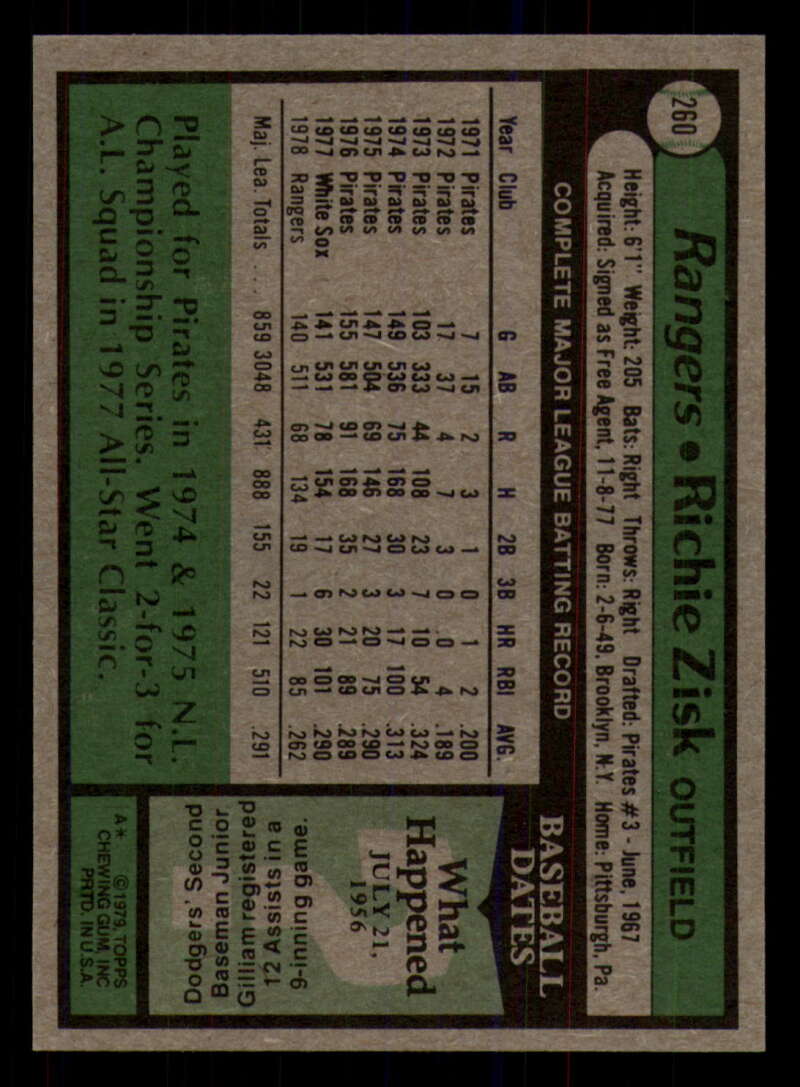 260
Rangers • Richie Zisk OUTFIELD
Height: 6'1" Weight: 205 Bats: Right Throws: Right Drafted: Pirates #3 - June, 1967
Acquired: Signed as Free Agent, 11-8-77 Born: 2-6-49, Brooklyn, N.Y. Home: Pittsburgh, Pa.
COMPLETE MAJOR LEAGUE BATTING RECORD
Year Club G AB R H 2B 3B HR RBI AVG.
1971 Pirates 7 15 2 3 1 0 1 2 .200
1972 Pirates 17 37 4 7 3 0 0 4 .189
1973 Pirates 103 333 44 108 23 7 10 54 .324
1974 Pirates 149 536 75 168 30 3 17 100 .313
1975 Pirates 147 504 69 146 27 3 20 75 .290
1976 Pirates 155 581 91 168 35 2 21 89 .289
1977 White Sox 141 531 78 154 17 6 30 101 .290
1978 Rangers 140 511 68 134 19 1 22 85 .262
Maj. Lea. Totals .... 859 3048 431 888 155 22 121 510 .291
Played for Pirates in 1974 & 1975 N.L.
Championship Series. Went 2-for-3 for
A.L. Squad in 1977 All-Star Classic.
BASEBALL
DATES
What
Happened
JULY 21,
1956
Dodgers' Second
Baseman Junior
Gilliam registered
12 Assists in a
9-inning game.
A* ©1979, TOPPS
CHEWING GUM, INC
PRTD. IN U.S.A.